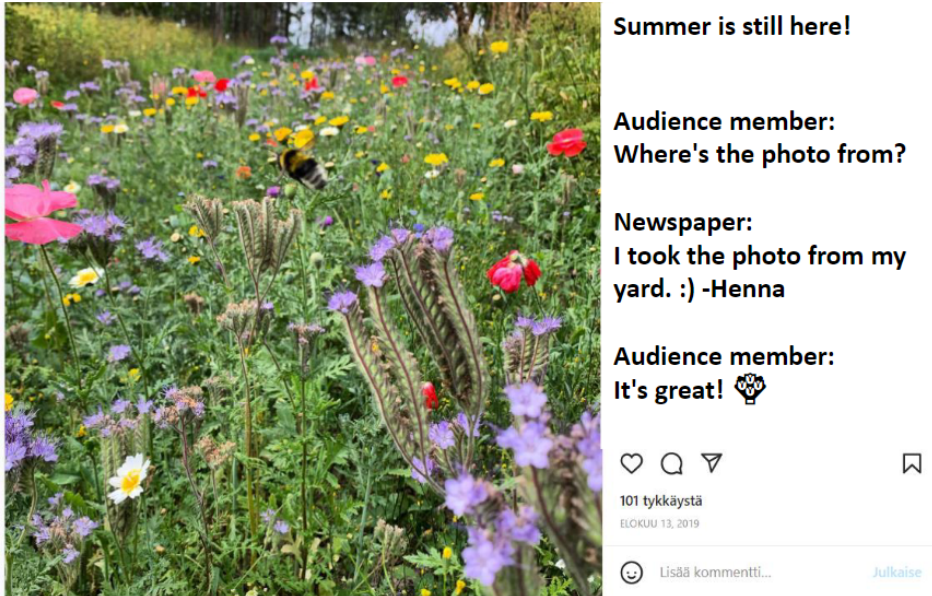 Summer is still here!
Audience member:
Where's the photo from?
Newspaper:
I took the photo from my
yard. :) -Henna
Audience member:
It's great!
101 tykkäystä
ELOKUU 13, 2019
Lisää kommentti...
Julkaise